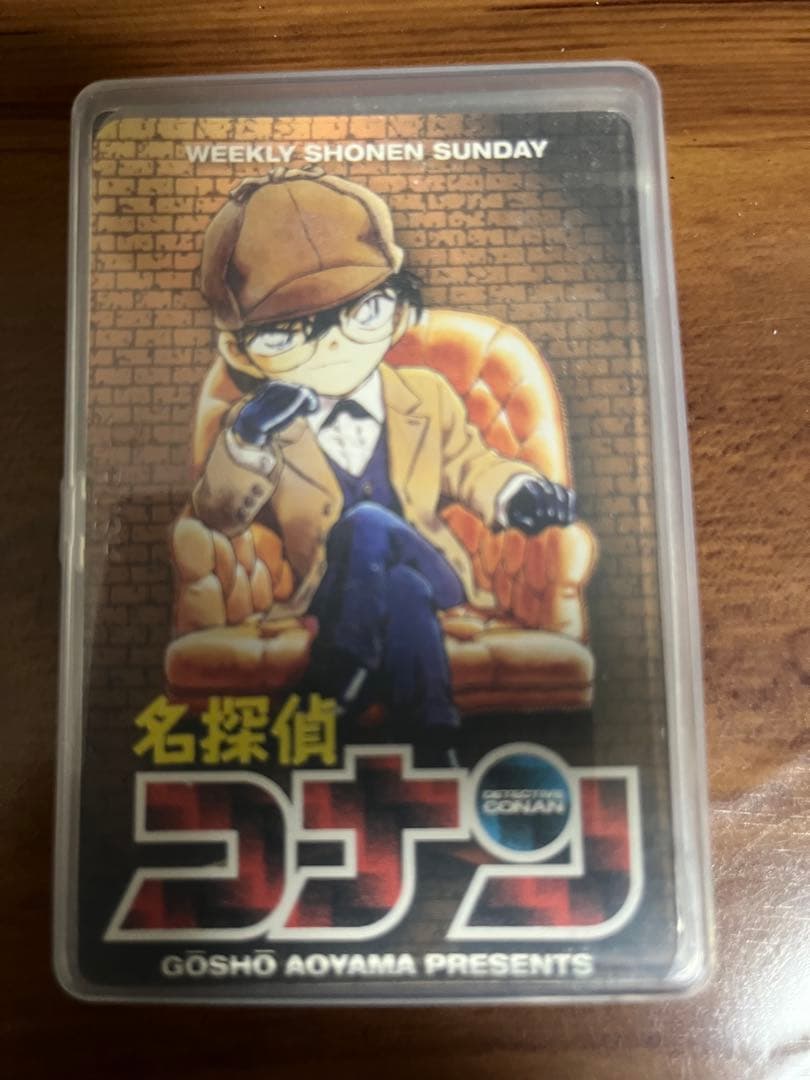 WEEKLY SHONEN SUNDAY
名探偵
コナン
DETECTIVE
CONAN
GŌSHŌ AOYAMA PRESENTS